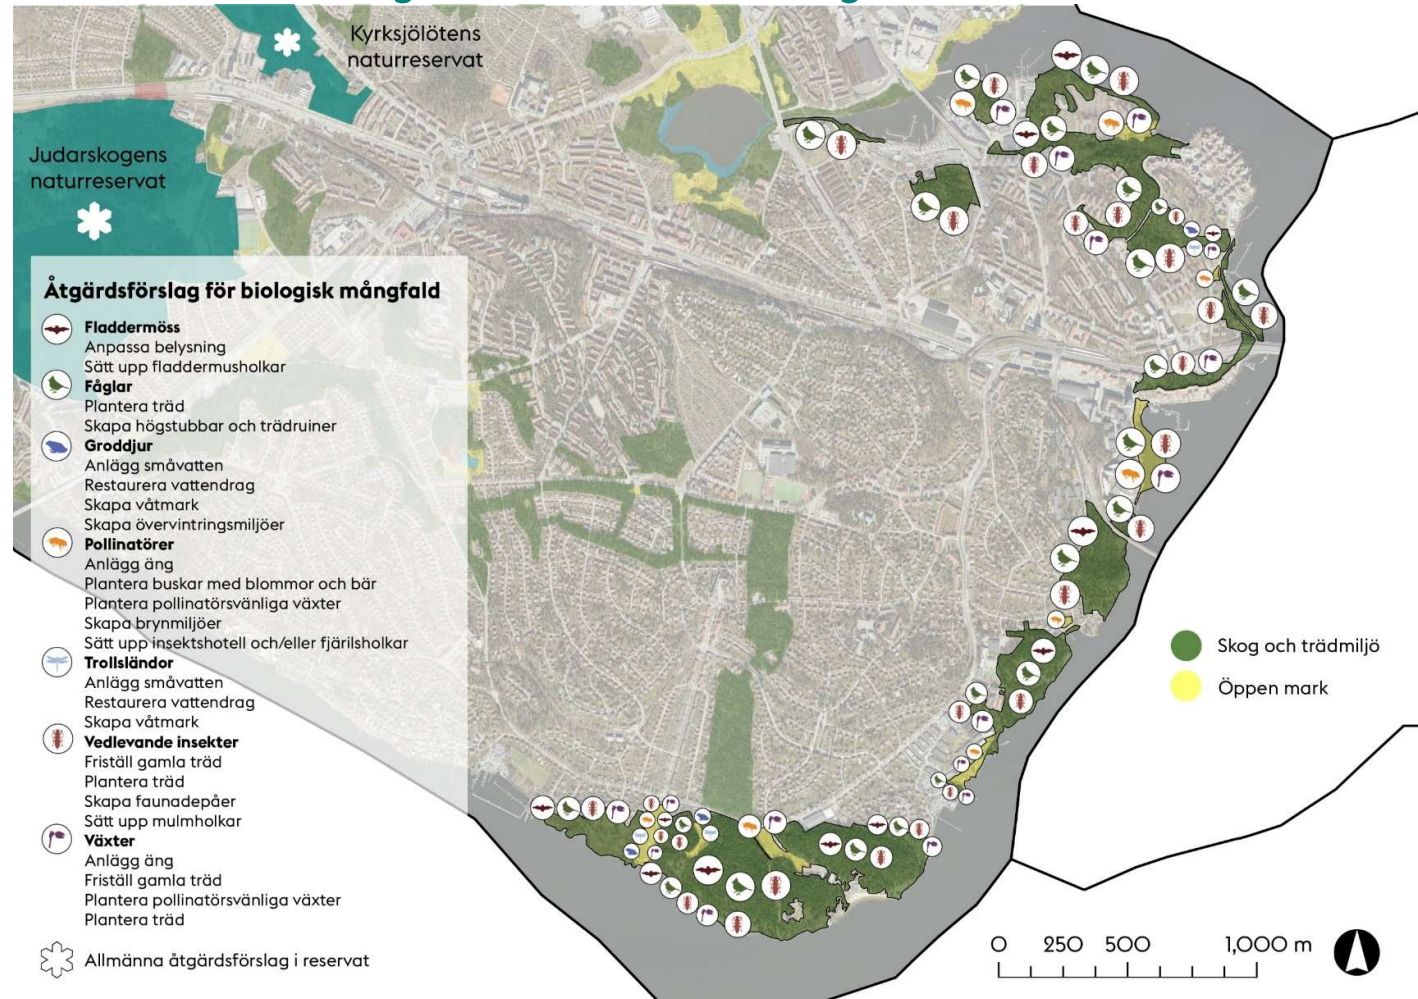 Kyrksjölötens
naturreservat
Judarskogens
naturreservat
Åtgärdsförslag för biologisk mångfald
Fladdermöss
Anpassa belysning
Sätt upp fladdermusholkar
Fåglar
Plantera träd
Skapa högstubbar och trädruiner
Groddjur
Anlägg småvatten
Restaurera vattendrag
Skapa våtmark
Skapa övervintringsmiljöer
Pollinatörer
Anlägg äng
Plantera buskar med blommor och bär
Plantera pollinatörsvänliga växter
Skapa brynmiljöer
Sätt upp insektshotell och/eller fjärilsholkar
Trollsländor
Anlägg småvatten
Restaurera vattendrag
Skapa våtmark
Vedlevande insekter
Friställ gamla träd
Plantera träd
Skapa faunadepåer
Sätt upp mulmholkar
Växter
Anlägg äng
Friställ gamla träd
Plantera pollinatörsvänliga växter
Plantera träd
Allmänna åtgärdsförslag i reservat
Skog och trädmiljö
Öppen mark
0 250 500 1,000 m